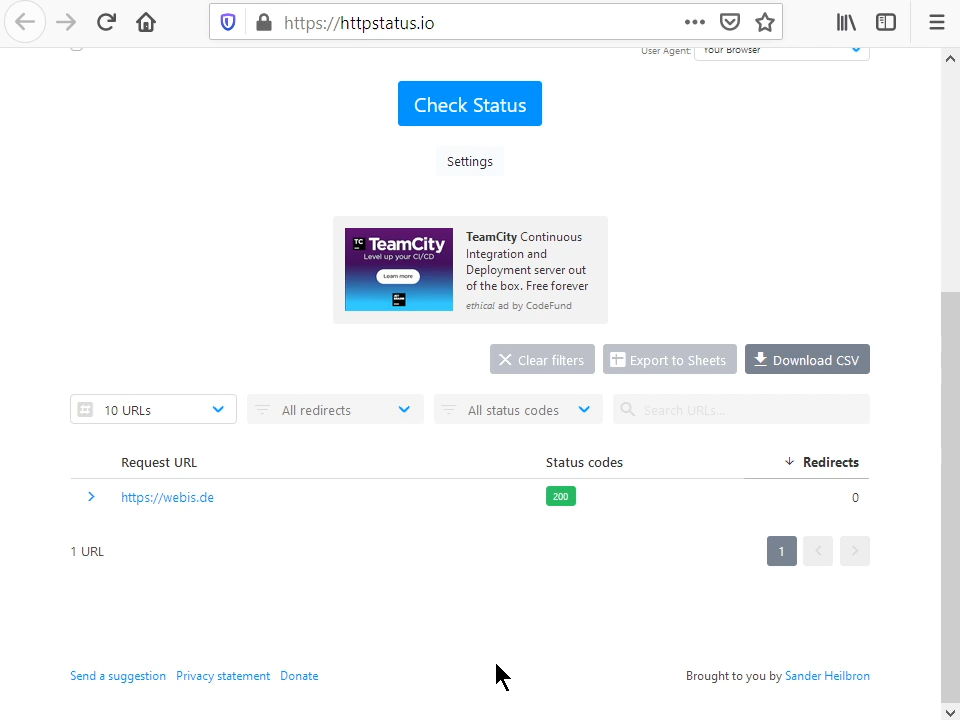 https://httpstatus.io
User Agent: Your Browser
Check Status
Settings
TC TeamCity
Level up your CI/CD
Learn more
TeamCity Continuous
Integration and
Deployment server out
of the box. Free forever
ethical ad by CodeFund
Clear filters Export to Sheets Download CSV
10 URLs All redirects All status codes Search URLs...
Request URL Status codes Redirects
https://webis.de 200 0
1 URL 1
Send a suggestion Privacy statement Donate Brought to you by Sander Heilbron